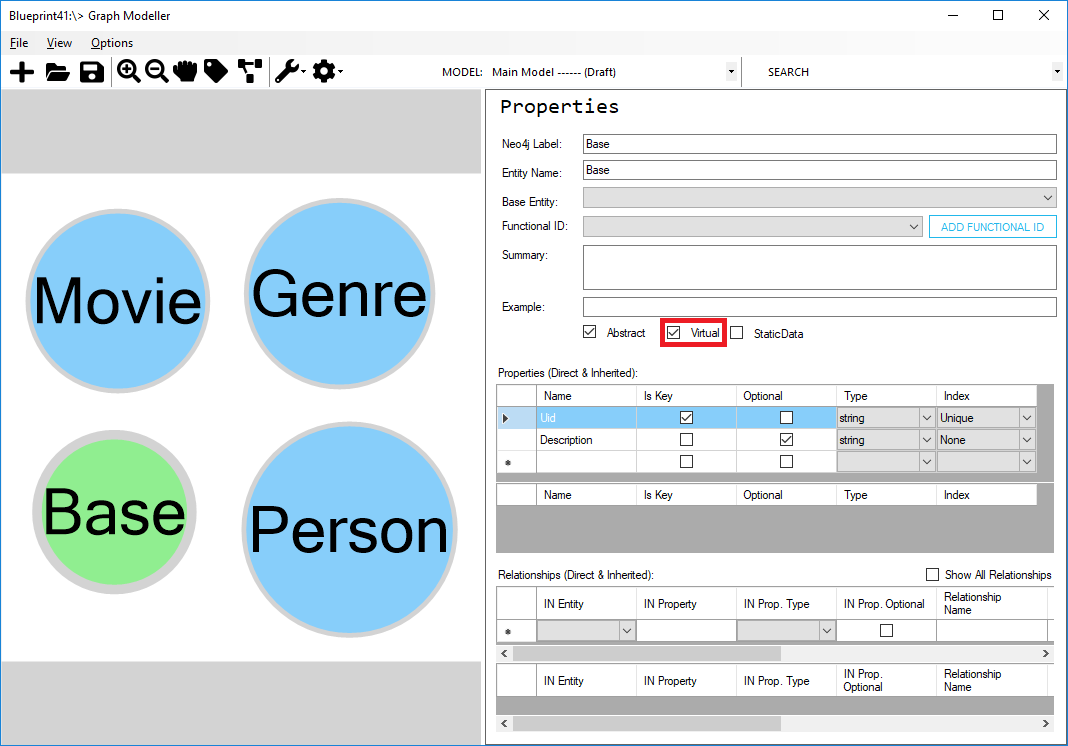 Blueprint41:\> Graph Modeller
File View Options
MODEL: Main Model ------ (Draft) SEARCH
Movie
Genre
Base
Person
Properties
Neo4j Label: Base
Entity Name: Base
Base Entity:
Functional ID: ADD FUNCTIONAL ID
Summary:
Example:
Abstract Virtual StaticData
Properties (Direct & Inherited):
Name Is Key Optional Type Index
Uid string Unique
Description string None
Name Is Key Optional Type Index
Relationships (Direct & Inherited): Show All Relationships
IN Entity IN Property IN Prop. Type IN Prop. Optional Relationship
Name
IN Entity IN Property IN Prop. Type IN Prop. Relationship
Optional Name